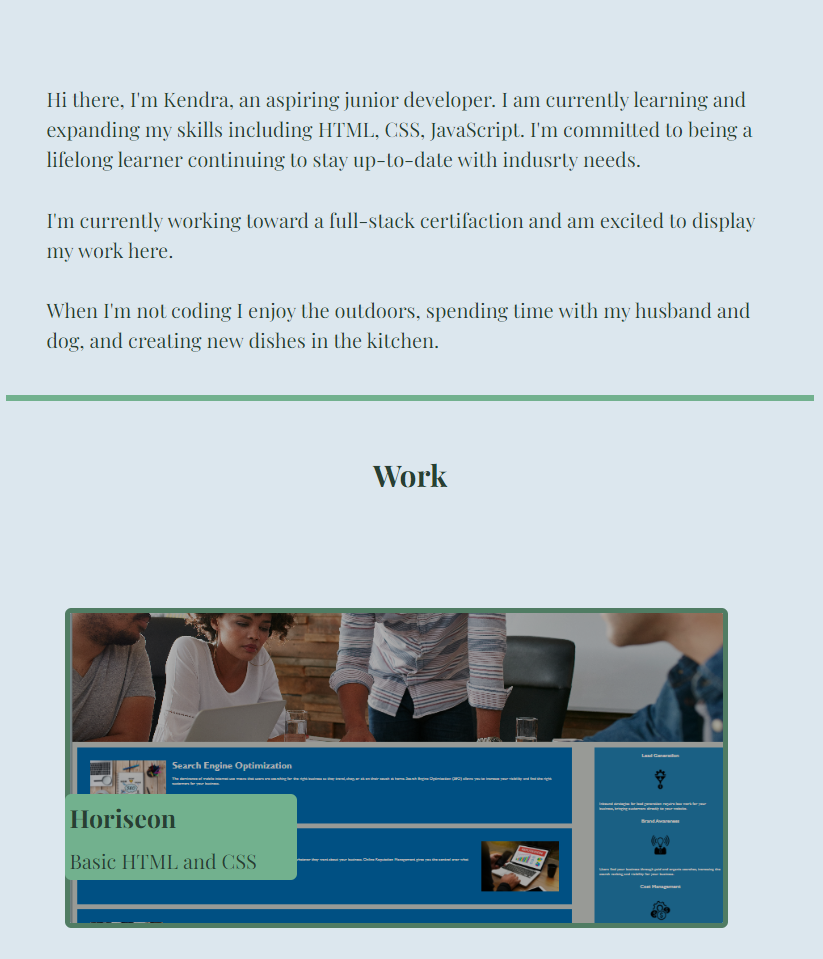 Hi there, I'm Kendra, an aspiring junior developer. I am currently learning and
expanding my skills including HTML, CSS, JavaScript. I'm committed to being a
lifelong learner continuing to stay up-to-date with indusrty needs.
I'm currently working toward a full-stack certifaction and am excited to display
my work here.
When I'm not coding I enjoy the outdoors, spending time with my husband and
dog, and creating new dishes in the kitchen.
Work
Search Engine Optimization
Lead Generation
Brand Awareness
Horiseon
Basic HTML and CSS
Cost Management